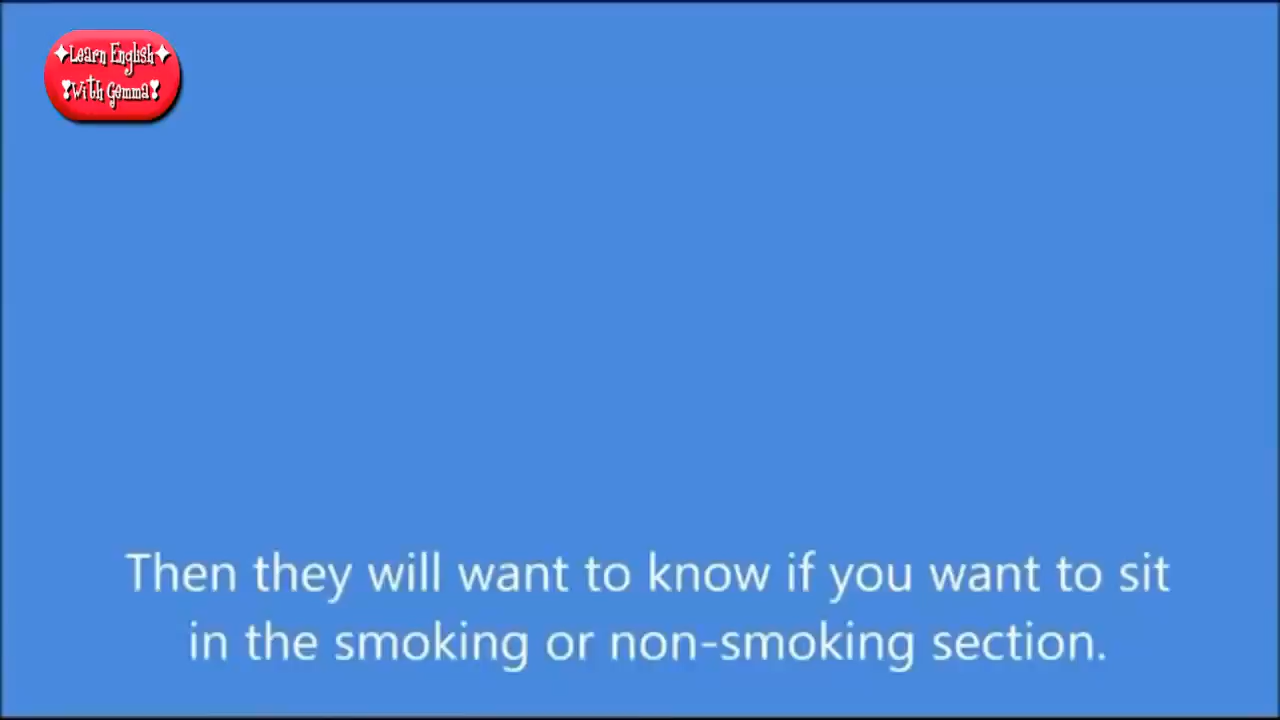 Learn English
With Gemma
Then they will want to know if you want to sit
in the smoking or non-smoking section.